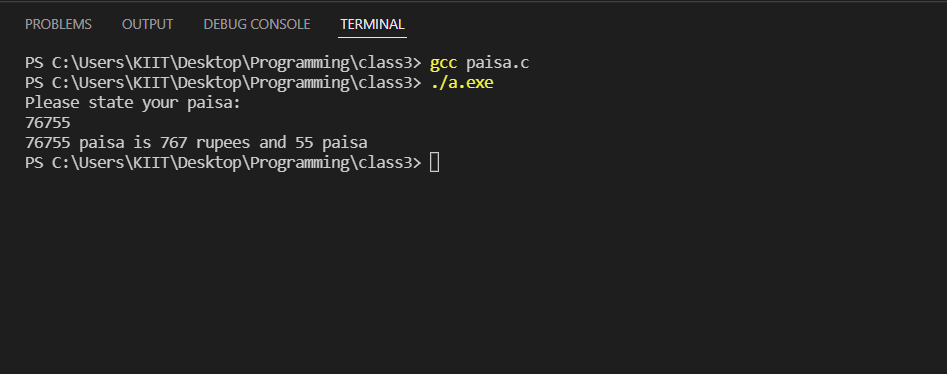 PROBLEMS OUTPUT DEBUG CONSOLE TERMINAL
PS C:\Users\KIIT\Desktop\Programming\class3> gcc paisa.c
PS C:\Users\KIIT\Desktop\Programming\class3> ./a.exe
Please state your paisa:
76755
76755 paisa is 767 rupees and 55 paisa
PS C:\Users\KIIT\Desktop\Programming\class3>